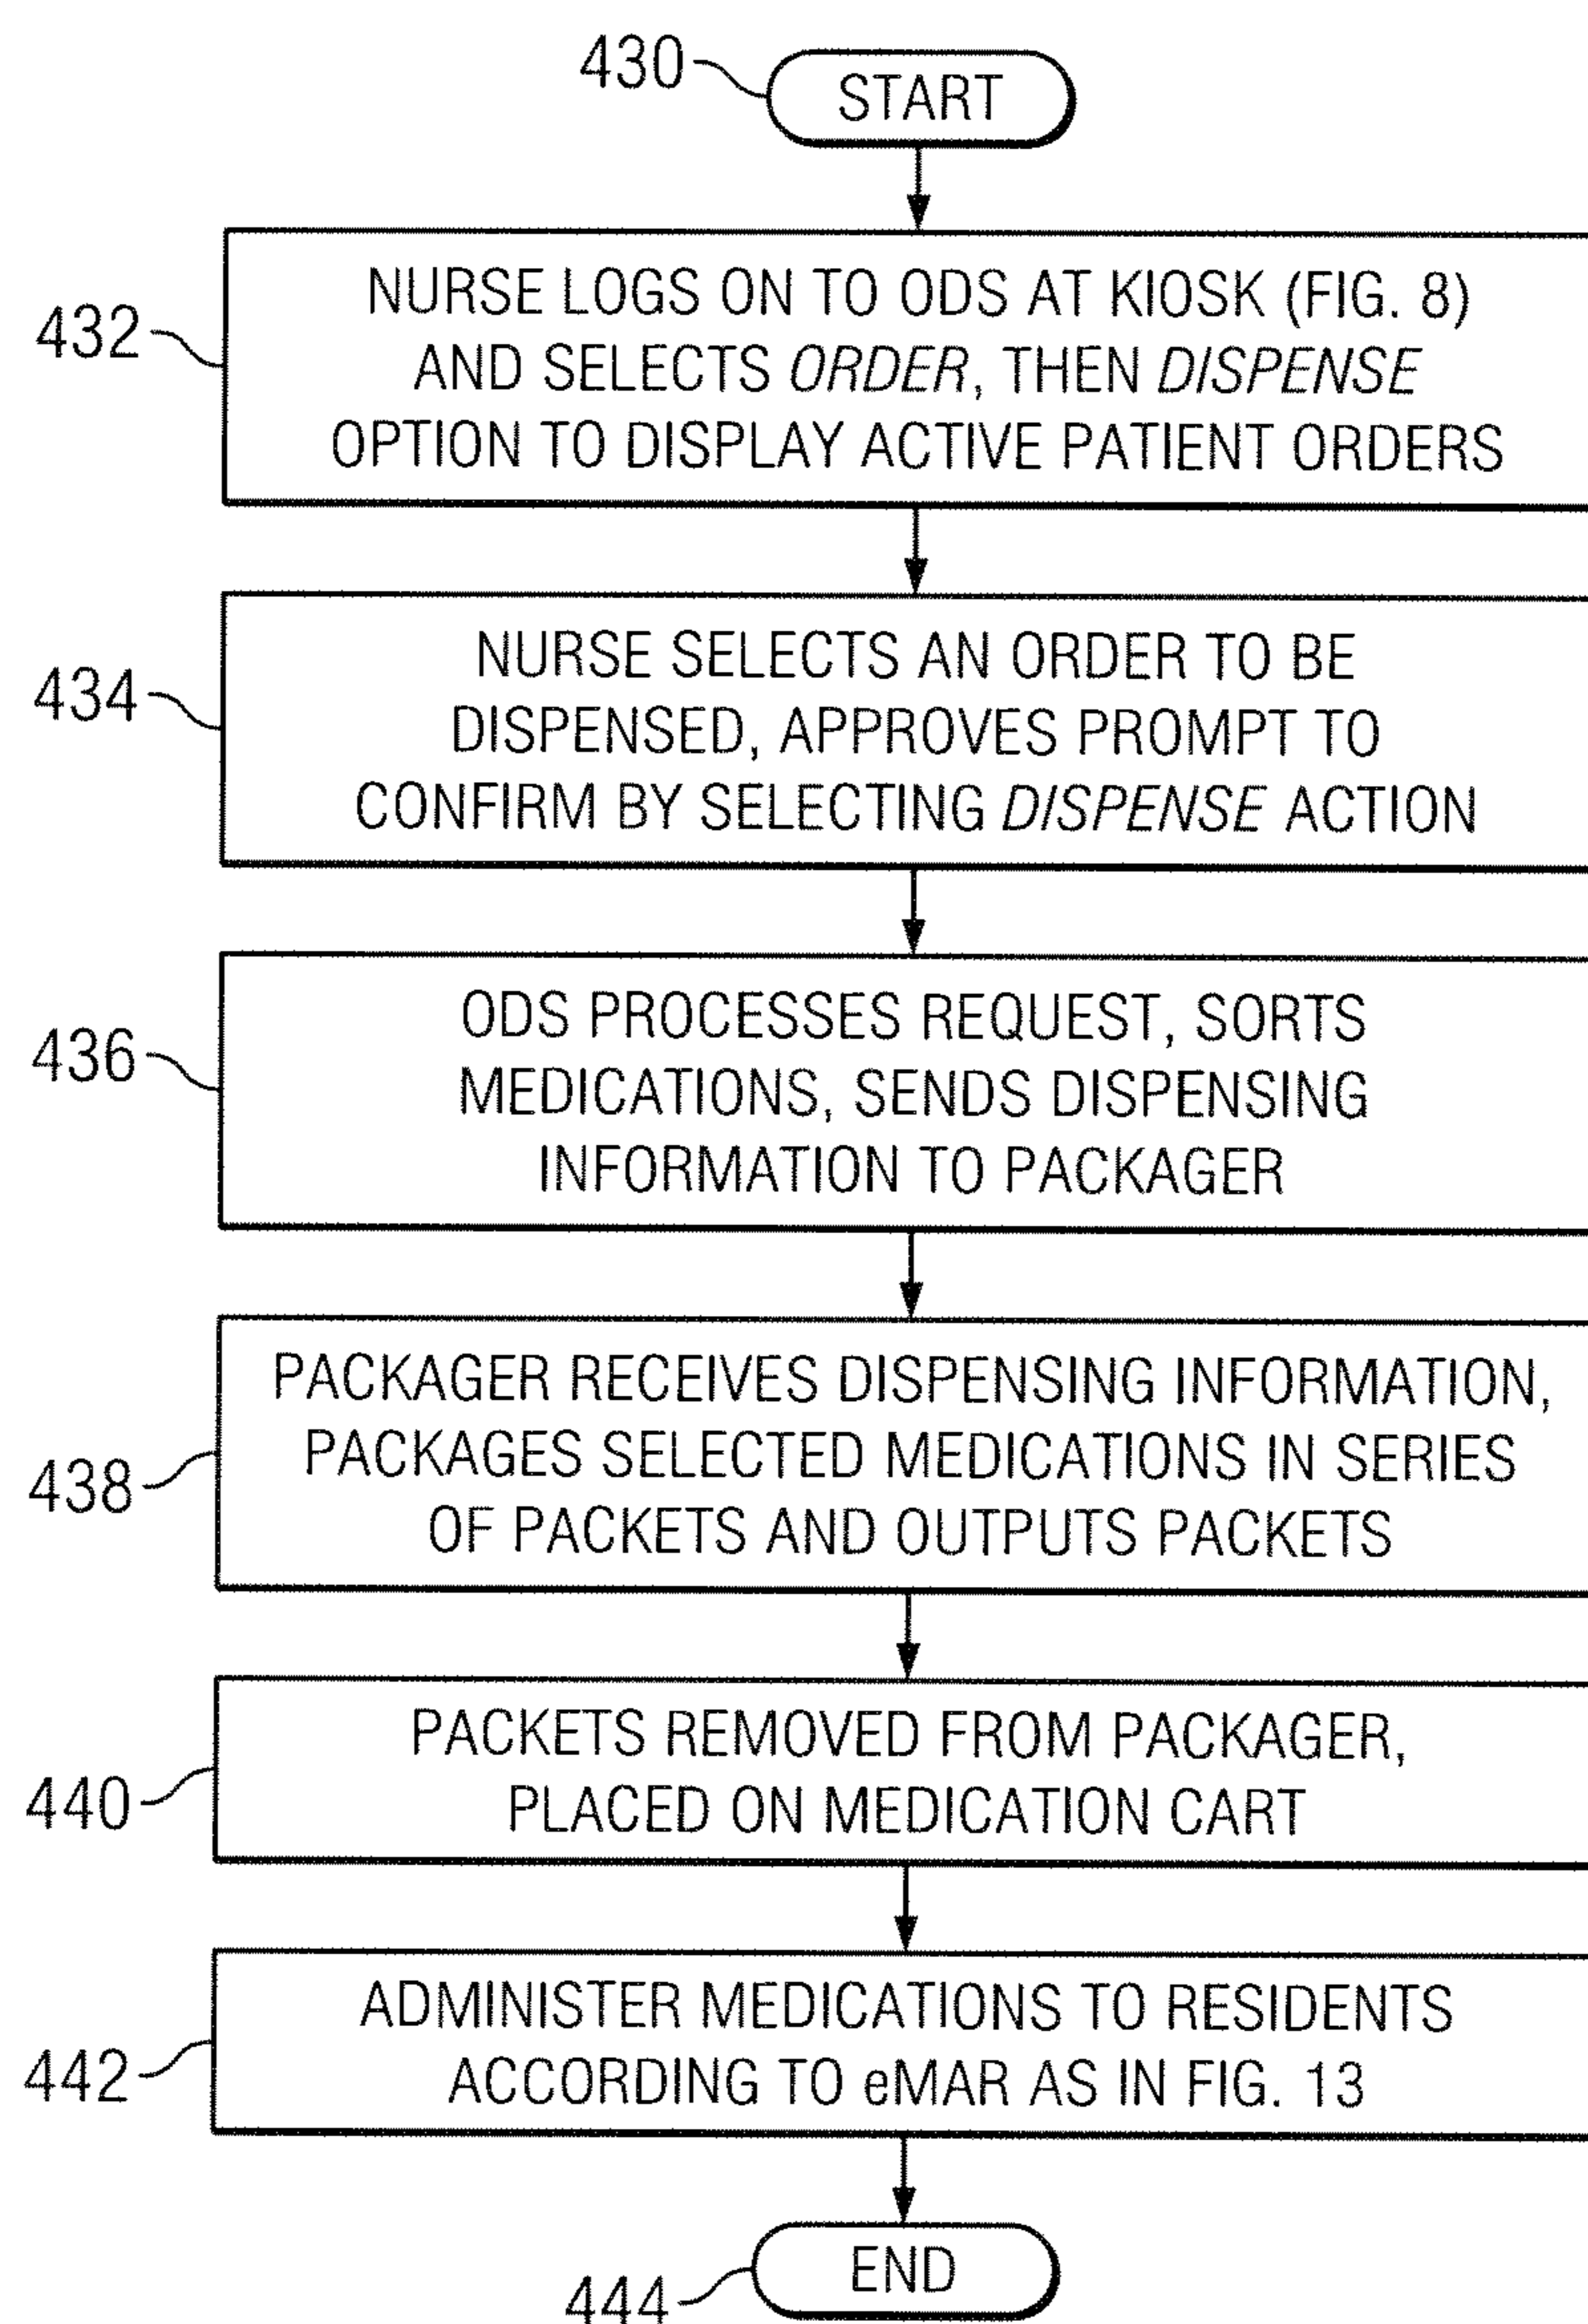 430
START
432
NURSE LOGS ON TO ODS AT KIOSK (FIG. 8)
AND SELECTS ORDER, THEN DISPENSE
OPTION TO DISPLAY ACTIVE PATIENT ORDERS
434
NURSE SELECTS AN ORDER TO BE
DISPENSED, APPROVES PROMPT TO
CONFIRM BY SELECTING DISPENSE ACTION
436
ODS PROCESSES REQUEST, SORTS
MEDICATIONS, SENDS DISPENSING
INFORMATION TO PACKAGER
438
PACKAGER RECEIVES DISPENSING INFORMATION,
PACKAGES SELECTED MEDICATIONS IN SERIES
OF PACKETS AND OUTPUTS PACKETS
440
PACKETS REMOVED FROM PACKAGER,
PLACED ON MEDICATION CART
442
ADMINISTER MEDICATIONS TO RESIDENTS
ACCORDING TO eMAR AS IN FIG. 13
444
END